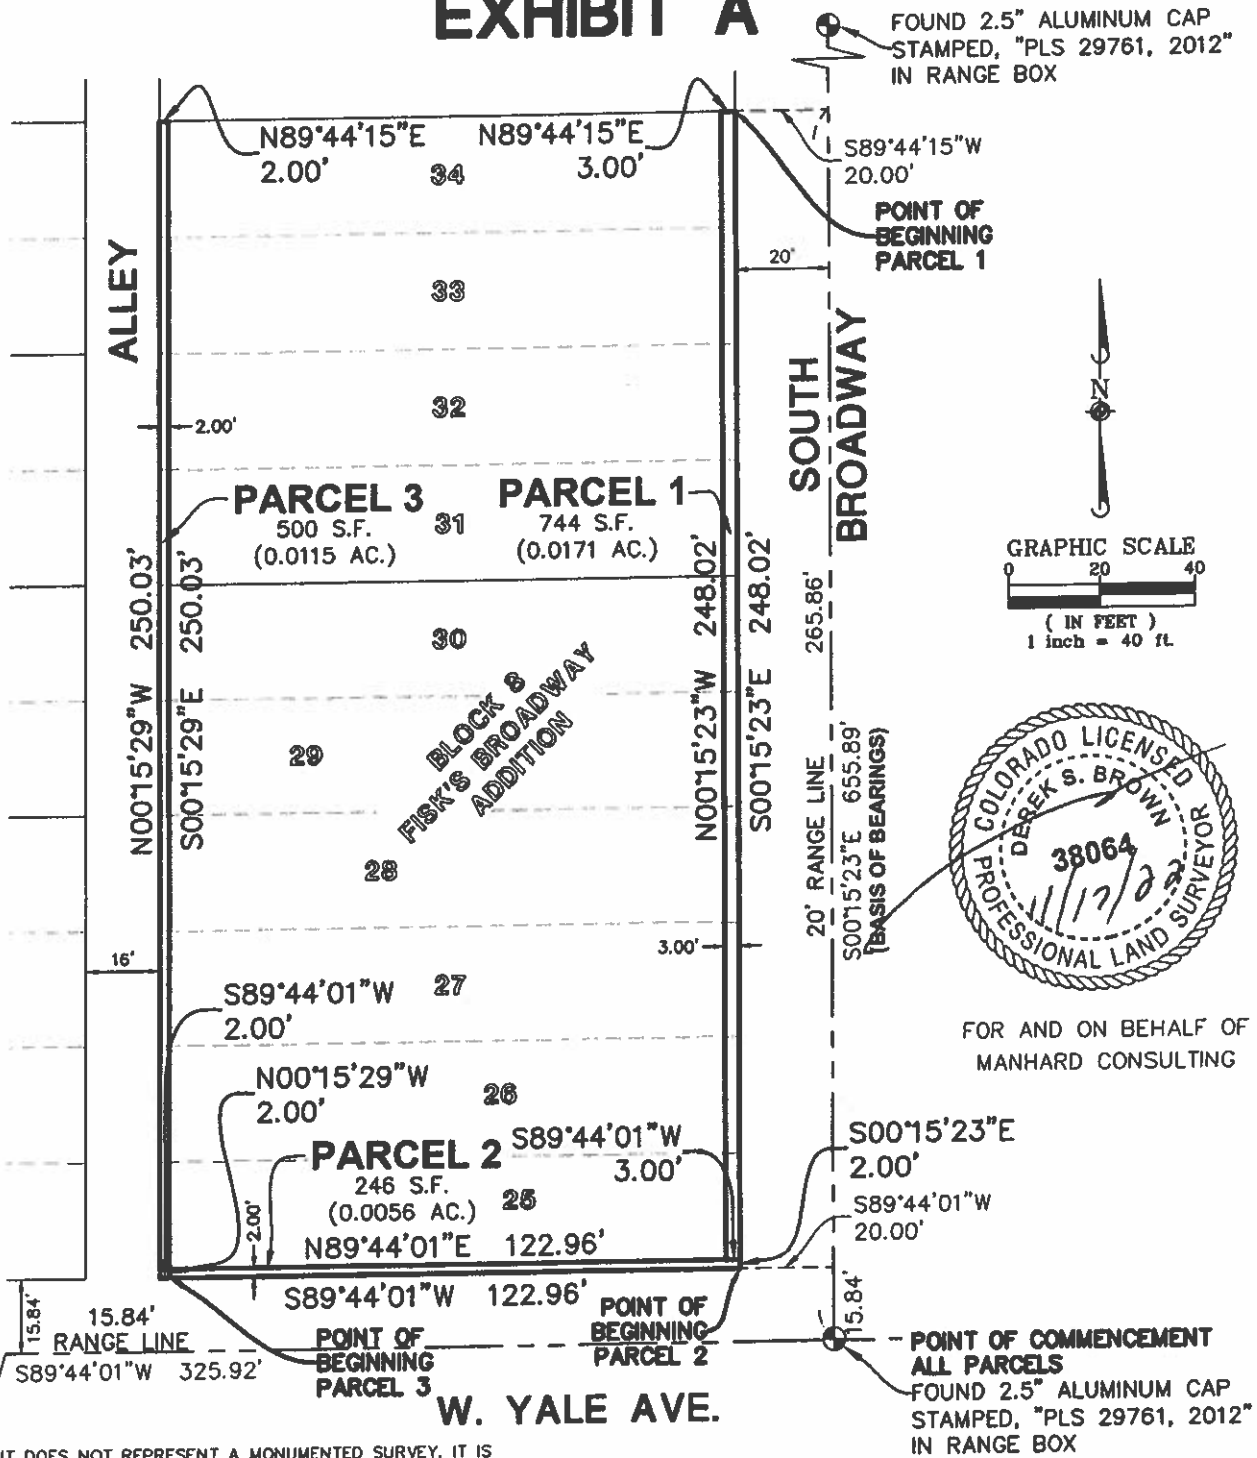 EXHIBIT A
FOUND 2.5" ALUMINUM CAP
STAMPED, "PLS 29761, 2012"
IN RANGE BOX
N89°44'15"E
2.00'
N89°44'15"E
3.00'
S89°44'15"W
20.00'
34
POINT OF
BEGINNING
PARCEL 1
20'
ALLEY
33
SOUTH
BROADWAY
N
32
2.00'
PARCEL 3
500 S.F.
(0.0115 AC.)
31
PARCEL 1
744 S.F.
(0.0171 AC.)
GRAPHIC SCALE
0 20 40
( IN FEET )
1 inch = 40 ft.
N00°15'29"W 250.03'
S00°15'29"E 250.03'
N00°15'23"W 248.02'
S00°15'23"E 248.02'
265.86'
20' RANGE LINE
S00°15'23"E 655.89'
(BASIS OF BEARINGS)
30
BLOCK 8
FISK'S BROADWAY
ADDITION
29
28
COLORADO LICENSED
DEREK S. BROWN
38064
11/17/22
PROFESSIONAL LAND SURVEYOR
3.00'
16'
27
S89°44'01"W
2.00'
FOR AND ON BEHALF OF
MANHARD CONSULTING
N00°15'29"W
2.00'
26
S89°44'01"W
3.00'
S00°15'23"E
2.00'
PARCEL 2
246 S.F.
(0.0056 AC.)
25
2.00'
S89°44'01"W
20.00'
N89°44'01"E 122.96'
S89°44'01"W 122.96'
15.84'
15.84'
RANGE LINE
S89°44'01"W 325.92'
POINT OF
BEGINNING
PARCEL 3
POINT OF
BEGINNING
PARCEL 2
15.84'
POINT OF COMMENCEMENT
ALL PARCELS
FOUND 2.5" ALUMINUM CAP
STAMPED, "PLS 29761, 2012"
IN RANGE BOX
W. YALE AVE.
IT DOES NOT REPRESENT A MONUMENTED SURVEY. IT IS